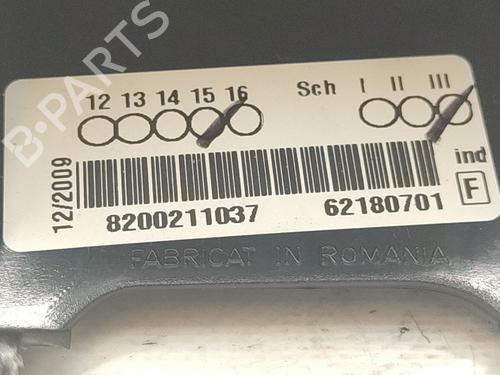 B-PARTS
12 13 14 15 16 Sch I II III
12/2009
ind
F
8200211037 62180701
FABRICAT IN ROMANIA